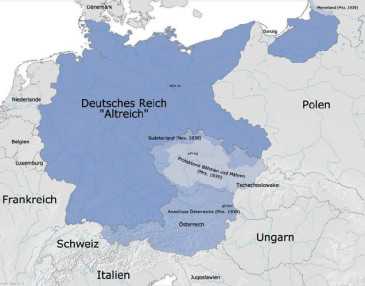 Dänemark
Memelland (Mrz. 1939)
Danzig
Niederlande
Deutsches Reich
"Altreich"
Polen
Belgien
Sudetenland (Nov. 1938)
Luxemburg
Protektorat Böhmen und Mähren
(Mrz. 1939)
Tschechoslowakei
Frankreich
Anschluss Österreichs (Mrz. 1938)
Österreich
Schweiz
Ungarn
Italien
Jugoslawien